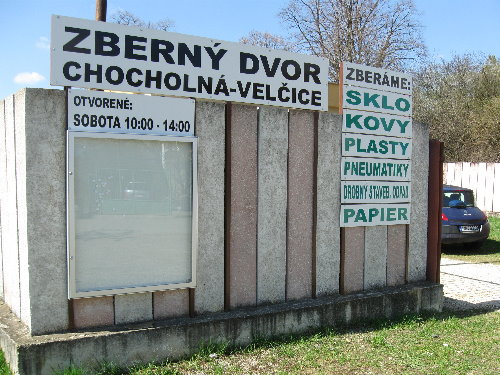 ZBERNÝ DVOR
CHOCHOLNÁ-VELČICE
OTVORENÉ:
SOBOTA 10:00 - 14:00
ZBERÁME:
SKLO
KOVY
PLASTY
PNEUMATIKY
DROBNÝ STAVEB. ODPAD
PAPIER